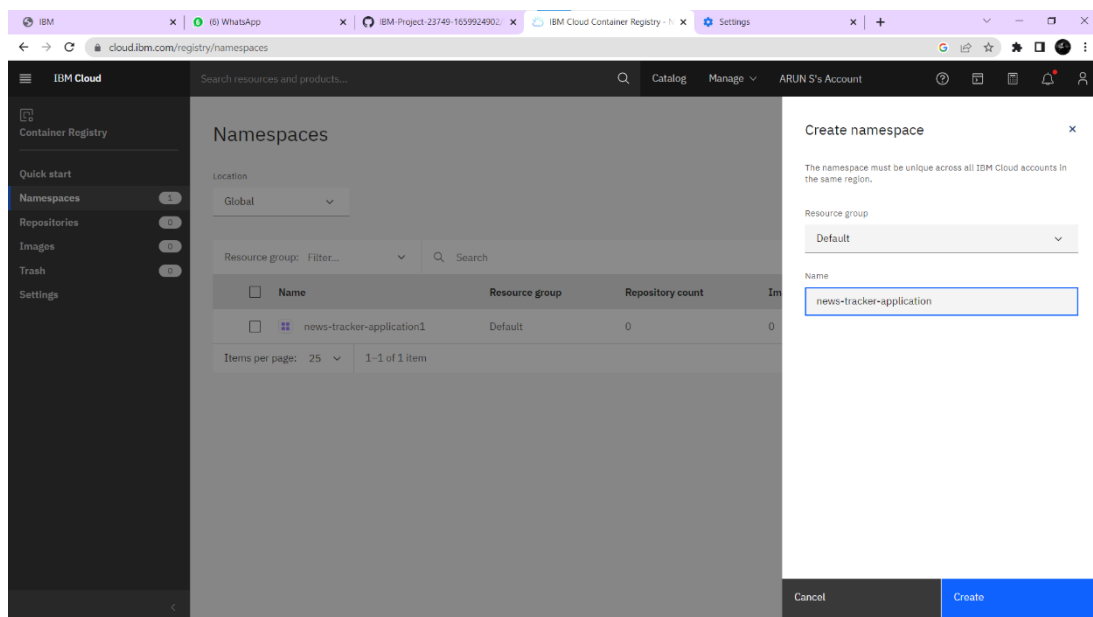 IBM
(6) WhatsApp
IBM-Project-23749-1659924902/
IBM Cloud Container Registry - N
Settings
cloud.ibm.com/registry/namespaces
IBM Cloud
Search resources and products...
Catalog
Manage
ARUN S's Account
Container Registry
Quick start
Namespaces 1
Repositories 0
Images 0
Trash 0
Settings
Namespaces
Location
Global
Resource group: Filter...
Search
Name Resource group Repository count Im
news-tracker-application1 Default 0 0
Items per page: 25 1–1 of 1 item
Create namespace
The namespace must be unique across all IBM Cloud accounts in
the same region.
Resource group
Default
Name
news-tracker-application
Cancel
Create